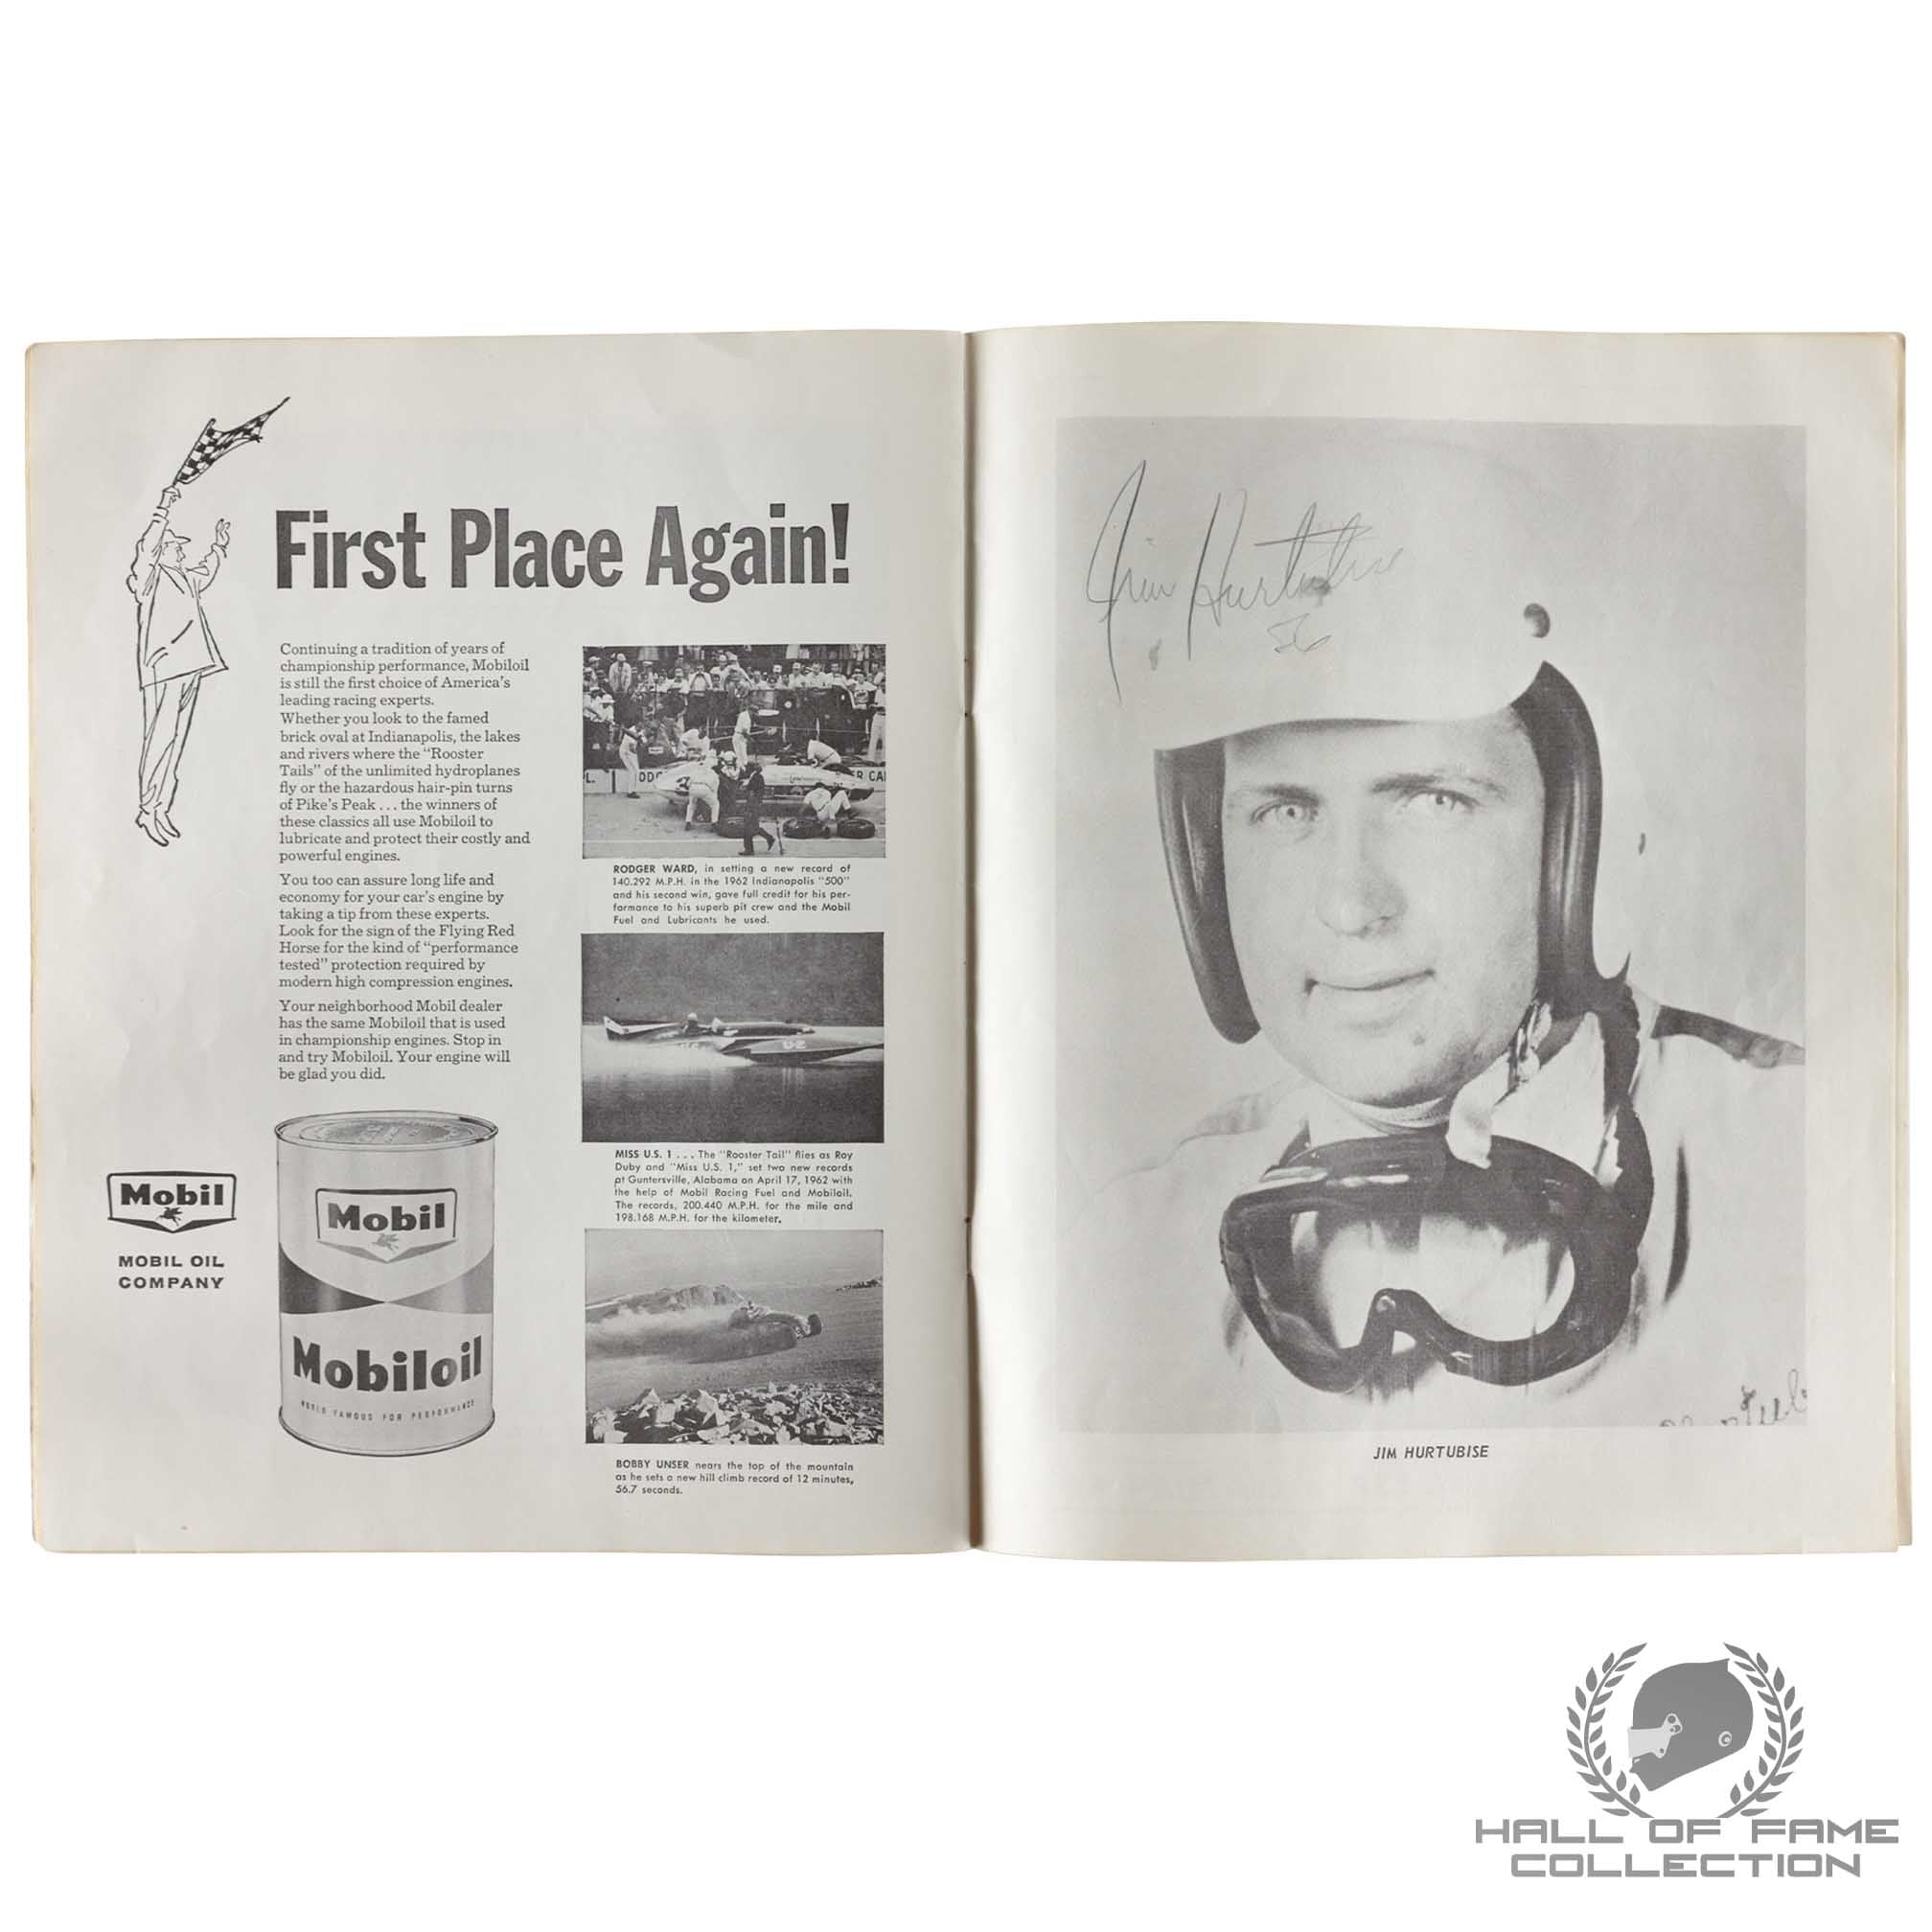 First Place Again!
Continuing a tradition of years of
championship performance, Mobiloil
is still the first choice of America's
leading racing experts.
Whether you look to the famed
brick oval at Indianapolis, the lakes
and rivers where the "Rooster
Tails" of the unlimited hydroplanes
fly or the hazardous hair-pin turns
of Pike's Peak . . . the winners of
these classics all use Mobiloil to
lubricate and protect their costly and
powerful engines.
You too can assure long life and
economy for your car's engine by
taking a tip from these experts.
Look for the sign of the Flying Red
Horse for the kind of "performance
tested" protection required by
modern high compression engines.
Your neighborhood Mobil dealer
has the same Mobiloil that is used
in championship engines. Stop in
and try Mobiloil. Your engine will
be glad you did.
Mobil
MOBIL OIL
COMPANY
Mobil
Mobiloil
WORLD FAMOUS FOR PERFORMANCE
RODGER WARD, in setting a new record of
140.292 M.P.H. in the 1962 Indianapolis "500"
and his second win, gave full credit for his per-
formance to his superb pit crew and the Mobil
Fuel and Lubricants he used.
U-2
MISS U.S. 1 . . . The "Rooster Tail" flies as Roy
Duby and "Miss U.S. 1," set two new records
at Guntersville, Alabama on April 17, 1962 with
the help of Mobil Racing Fuel and Mobiloil.
The records, 200.440 M.P.H. for the mile and
198.168 M.P.H. for the kilometer.
BOBBY UNSER nears the top of the mountain
as he sets a new hill climb record of 12 minutes,
56.7 seconds.
Jim Hurtubise
56
JIM HURTUBISE
HALL OF FAME
COLLECTION